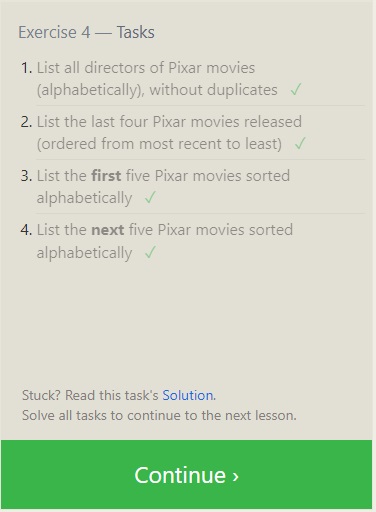 Exercise 4 — Tasks
1. List all directors of Pixar movies
(alphabetically), without duplicates ✓
2. List the last four Pixar movies released
(ordered from most recent to least) ✓
3. List the first five Pixar movies sorted
alphabetically ✓
4. List the next five Pixar movies sorted
alphabetically ✓
Stuck? Read this task's Solution.
Solve all tasks to continue to the next lesson.
Continue ›